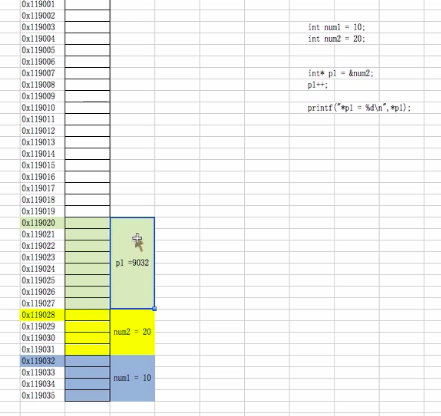 0x119001
0x119002
0x119003
0x119004
0x119005
0x119006
0x119007
0x119008
0x119009
0x119010
0x119011
0x119012
0x119013
0x119014
0x119015
0x119016
0x119017
0x119018
0x119019
0x119020
0x119021
0x119022
0x119023
0x119024
0x119025
0x119026
0x119027
0x119028
0x119029
0x119030
0x119031
0x119032
0x119033
0x119034
0x119035
p1 =9032
num2 = 20
num1 = 10
int num1 = 10;
int num2 = 20;
int* p1 = &num2;
p1++;
printf("*p1 = %d\n",*p1);